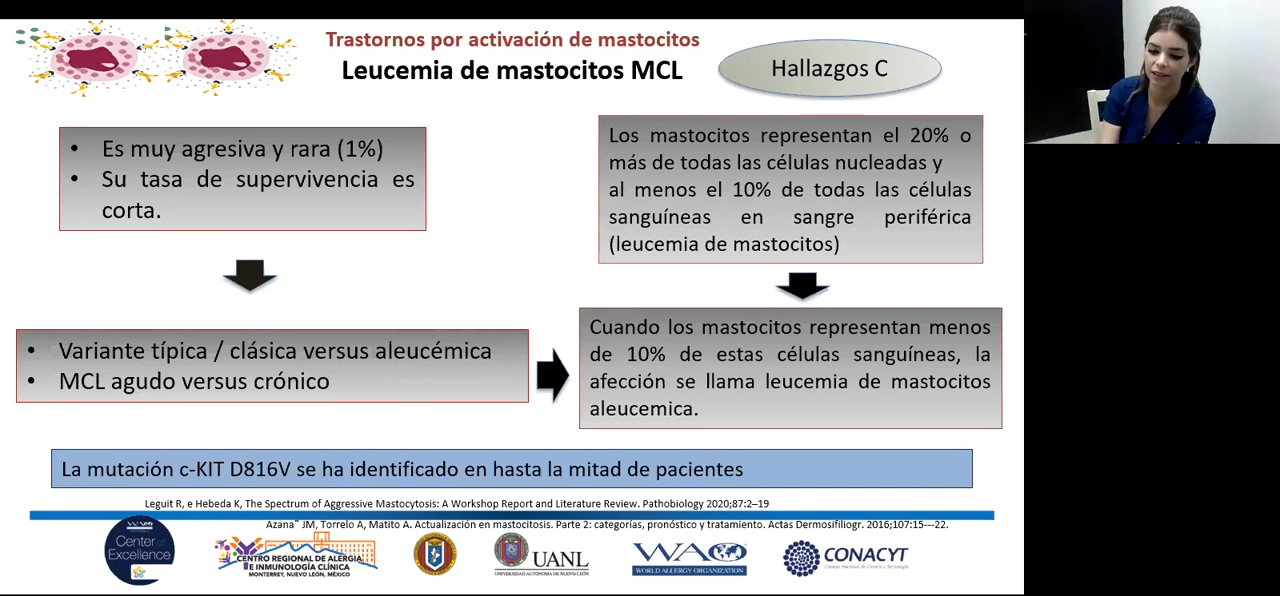 Trastornos por activación de mastocitos
Leucemia de mastocitos MCL
Hallazgos C
• Es muy agresiva y rara (1%)
• Su tasa de supervivencia es
corta.
Los mastocitos representan el 20% o
más de todas las células nucleadas y
al menos el 10% de todas las células
sanguíneas en sangre periférica
(leucemia de mastocitos)
• Variante típica / clásica versus aleucémica
• MCL agudo versus crónico
Cuando los mastocitos representan menos
de 10% de estas células sanguíneas, la
afección se llama leucemia de mastocitos
aleucemica.
La mutación c-KIT D816V se ha identificado en hasta la mitad de pacientes
Leguit R, e Hebeda K, The Spectrum of Aggressive Mastocytosis: A Workshop Report and Literature Review. Pathobiology 2020;87:2–19
Azana˜ JM, Torrelo A, Matito A. Actualización en mastocitosis. Parte 2: categorías, pronóstico y tratamiento. Actas Dermosifiliogr. 2016;107:15---22.
WAO
Center of
Excellence
CENTRO REGIONAL DE ALERGIA
E INMUNOLOGÍA CLÍNICA
MONTERREY, NUEVO LEÓN, MÉXICO
UANL
UNIVERSIDAD AUTÓNOMA DE NUEVO LEÓN
WAO
WORLD ALLERGY ORGANIZATION
CONACYT
Consejo Nacional de Ciencia y Tecnología